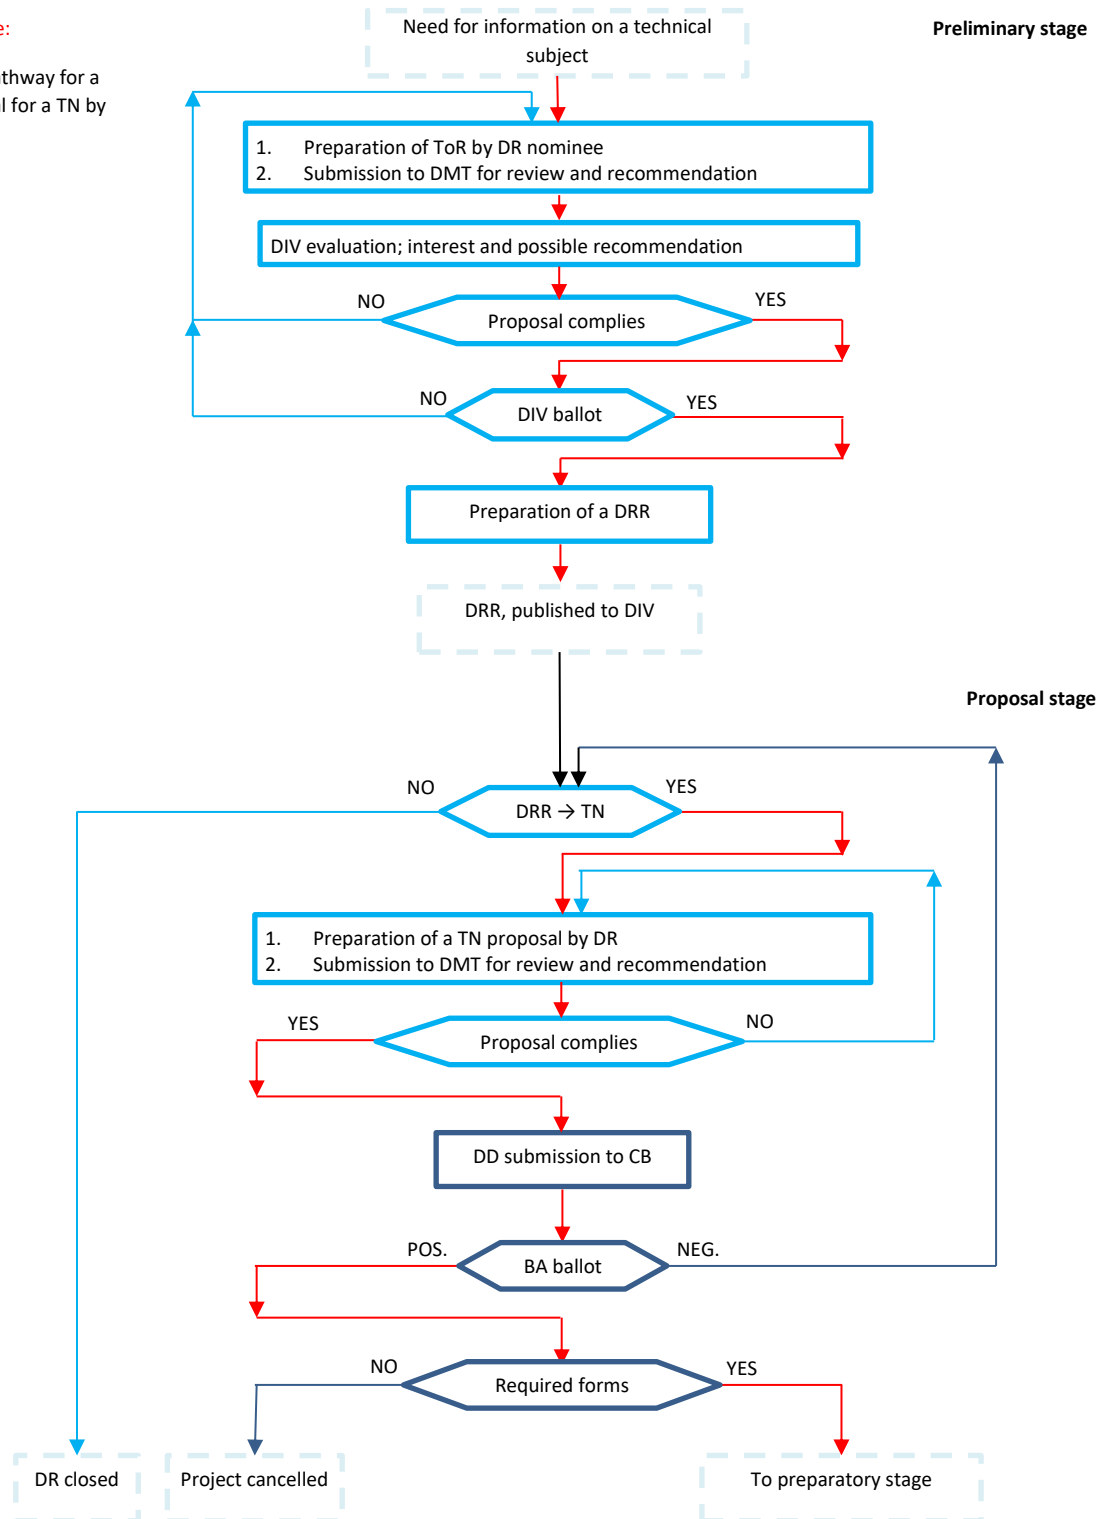 Need for information on a technical
subject
Preliminary stage
e:
thway for a
al for a TN by
1. Preparation of ToR by DR nominee
2. Submission to DMT for review and recommendation
DIV evaluation; interest and possible recommendation
NO
YES
Proposal complies
NO
YES
DIV ballot
Preparation of a DRR
DRR, published to DIV
Proposal stage
NO
YES
DRR → TN
1. Preparation of a TN proposal by DR
2. Submission to DMT for review and recommendation
YES
NO
Proposal complies
DD submission to CB
POS.
NEG.
BA ballot
NO
YES
Required forms
DR closed
Project cancelled
To preparatory stage